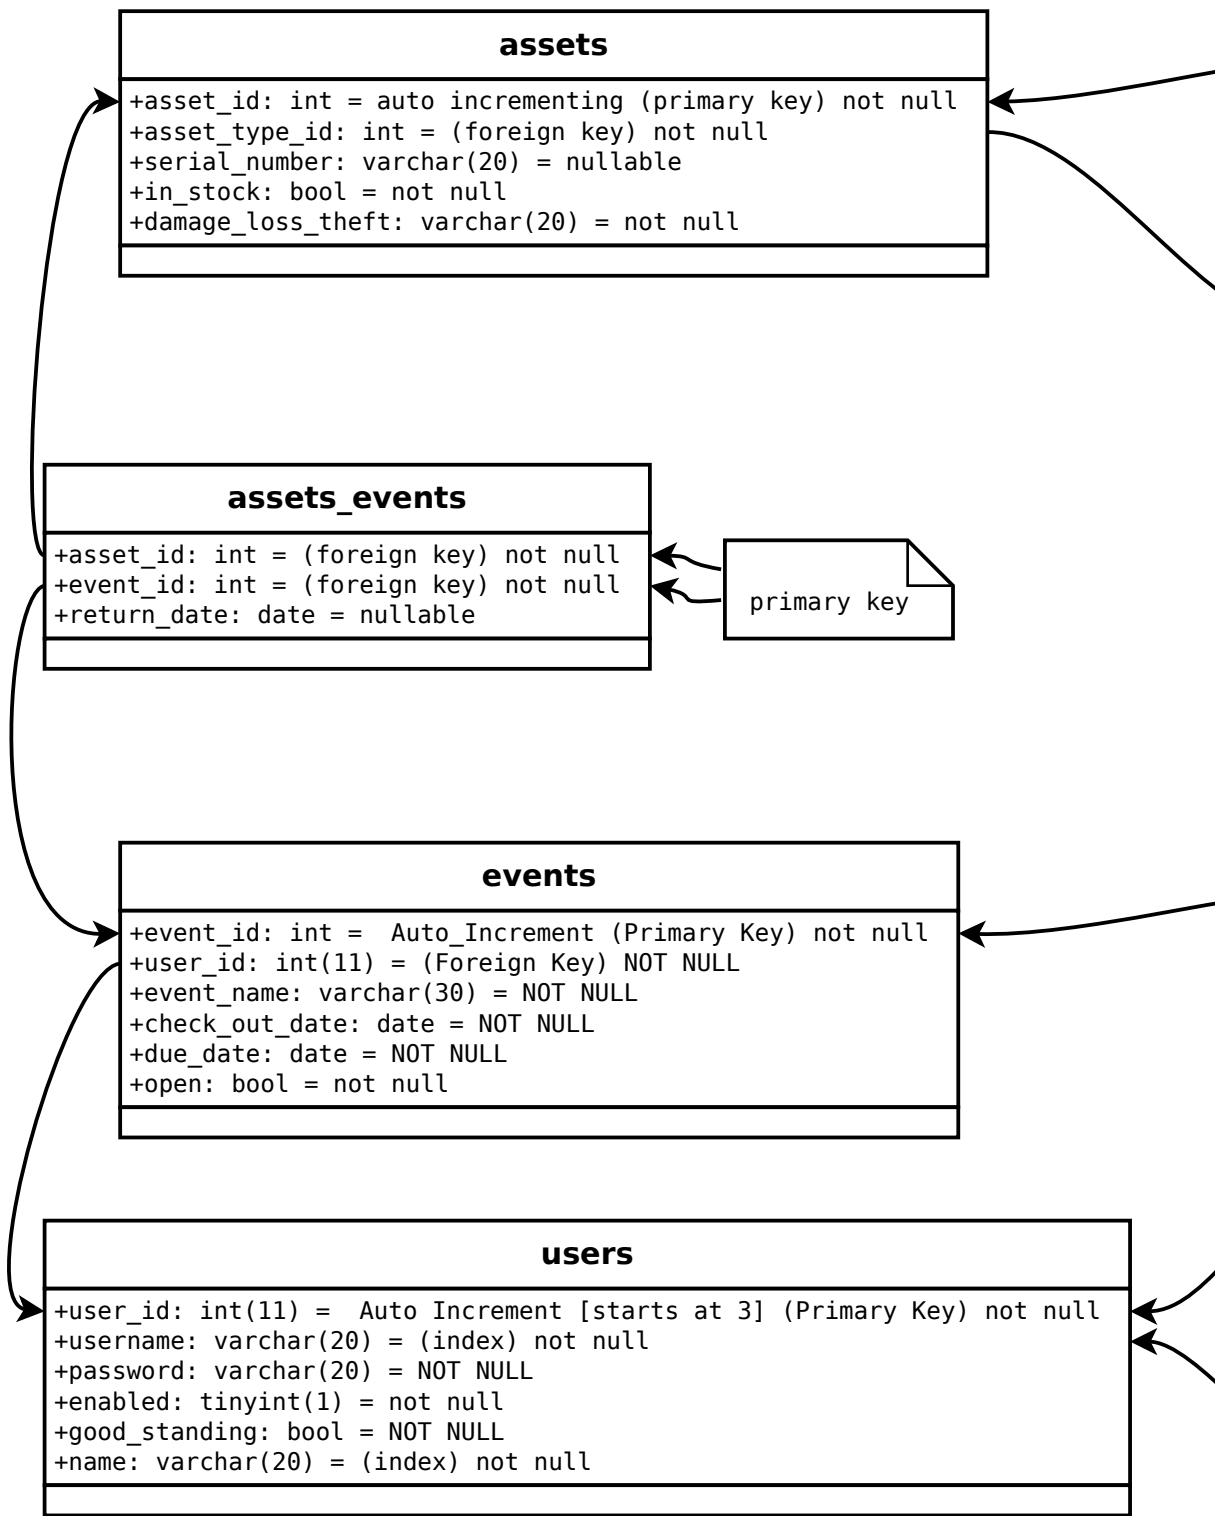 assets
+asset_id: int = auto incrementing (primary key) not null
+asset_type_id: int = (foreign key) not null
+serial_number: varchar(20) = nullable
+in_stock: bool = not null
+damage_loss_theft: varchar(20) = not null
assets_events
+asset_id: int = (foreign key) not null
+event_id: int = (foreign key) not null
+return_date: date = nullable
primary key
events
+event_id: int =  Auto_Increment (Primary Key) not null
+user_id: int(11) = (Foreign Key) NOT NULL
+event_name: varchar(30) = NOT NULL
+check_out_date: date = NOT NULL
+due_date: date = NOT NULL
+open: bool = not null
users
+user_id: int(11) =  Auto Increment [starts at 3] (Primary Key) not null
+username: varchar(20) = (index) not null
+password: varchar(20) = NOT NULL
+enabled: tinyint(1) = not null
+good_standing: bool = NOT NULL
+name: varchar(20) = (index) not null